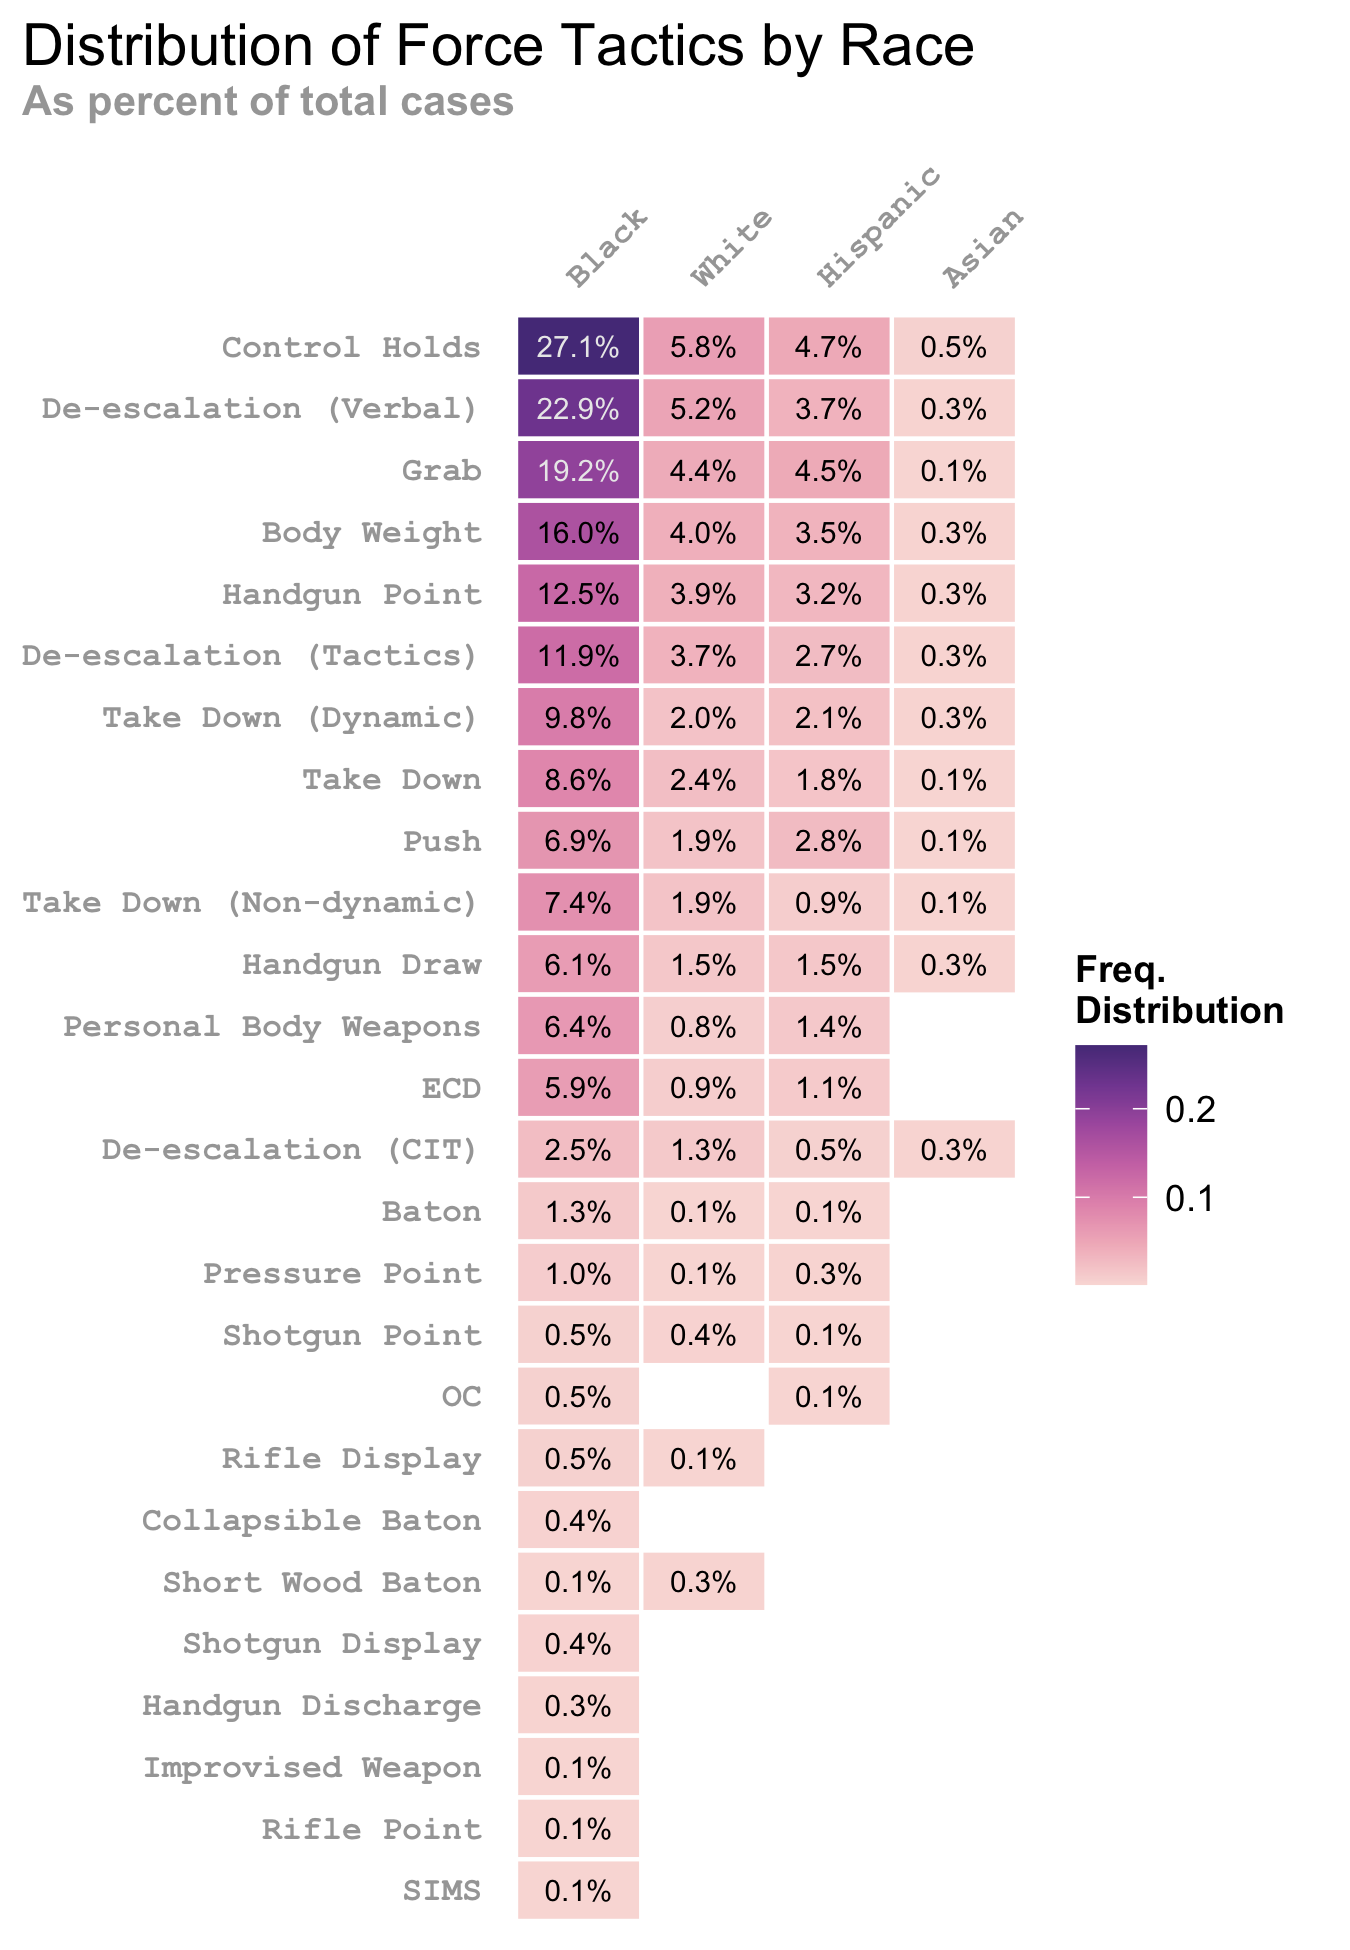 Distribution of Force Tactics by Race
As percent of total cases
Black White Hispanic Asian
Control Holds 27.1% 5.8% 4.7% 0.5%
De-escalation (Verbal) 22.9% 5.2% 3.7% 0.3%
Grab 19.2% 4.4% 4.5% 0.1%
Body Weight 16.0% 4.0% 3.5% 0.3%
Handgun Point 12.5% 3.9% 3.2% 0.3%
De-escalation (Tactics) 11.9% 3.7% 2.7% 0.3%
Take Down (Dynamic) 9.8% 2.0% 2.1% 0.3%
Take Down 8.6% 2.4% 1.8% 0.1%
Push 6.9% 1.9% 2.8% 0.1%
Take Down (Non-dynamic) 7.4% 1.9% 0.9% 0.1%
Handgun Draw 6.1% 1.5% 1.5% 0.3%
Personal Body Weapons 6.4% 0.8% 1.4%
ECD 5.9% 0.9% 1.1%
De-escalation (CIT) 2.5% 1.3% 0.5% 0.3%
Baton 1.3% 0.1% 0.1%
Pressure Point 1.0% 0.1% 0.3%
Shotgun Point 0.5% 0.4% 0.1%
OC 0.5% 0.1%
Rifle Display 0.5% 0.1%
Collapsible Baton 0.4%
Short Wood Baton 0.1% 0.3%
Shotgun Display 0.4%
Handgun Discharge 0.3%
Improvised Weapon 0.1%
Rifle Point 0.1%
SIMS 0.1%
Freq.
Distribution
0.2
0.1